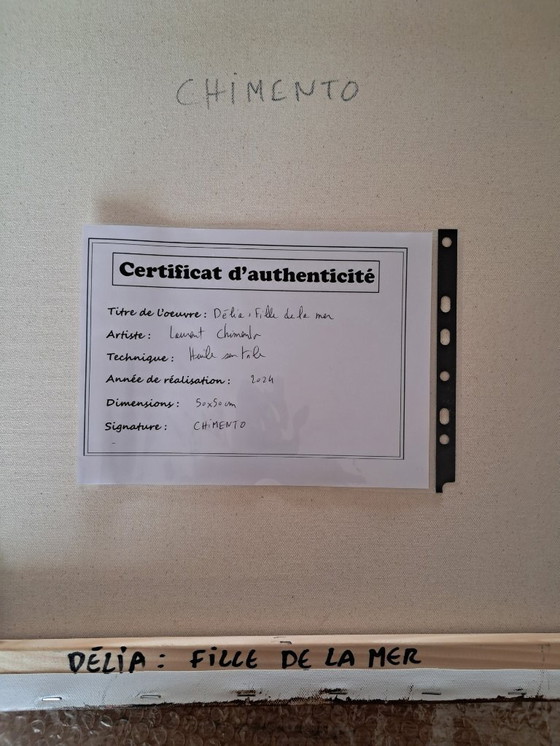 CHIMENTO
Certificat d'authenticité
Titre de l'oeuvre : Délia : Fille de la mer
Artiste : Laurent Chimento
Technique : Huile sur toile
Année de réalisation : 2024
Dimensions : 50x50cm
Signature : CHIMENTO
DÉLIA : FILLE DE LA MER